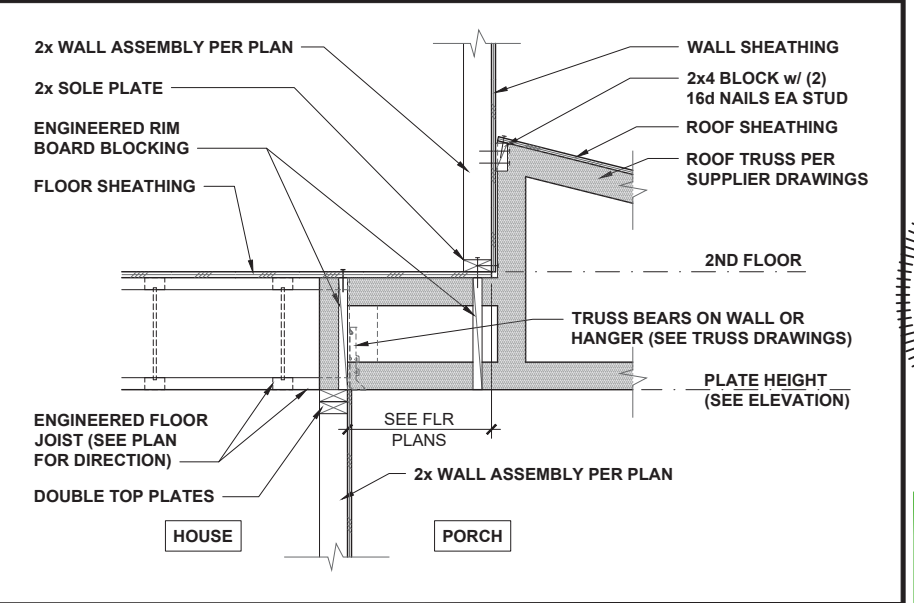 2x WALL ASSEMBLY PER PLAN
2x SOLE PLATE
ENGINEERED RIM
BOARD BLOCKING
FLOOR SHEATHING
WALL SHEATHING
2x4 BLOCK w/ (2)
16d NAILS EA STUD
ROOF SHEATHING
ROOF TRUSS PER
SUPPLIER DRAWINGS
2ND FLOOR
TRUSS BEARS ON WALL OR
HANGER (SEE TRUSS DRAWINGS)
PLATE HEIGHT
(SEE ELEVATION)
ENGINEERED FLOOR
JOIST (SEE PLAN
FOR DIRECTION)
DOUBLE TOP PLATES
SEE FLR
PLANS
2x WALL ASSEMBLY PER PLAN
HOUSE
PORCH